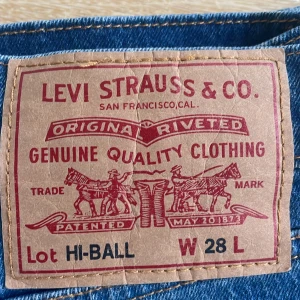 LEVI STRAUSS & CO.
SAN FRANCISCO, CAL.
ORIGINAL RIVETED
GENUINE QUALITY CLOTHING
TRADE MARK
PATENTED MAY 20 1873
Lot HI-BALL W 28 L